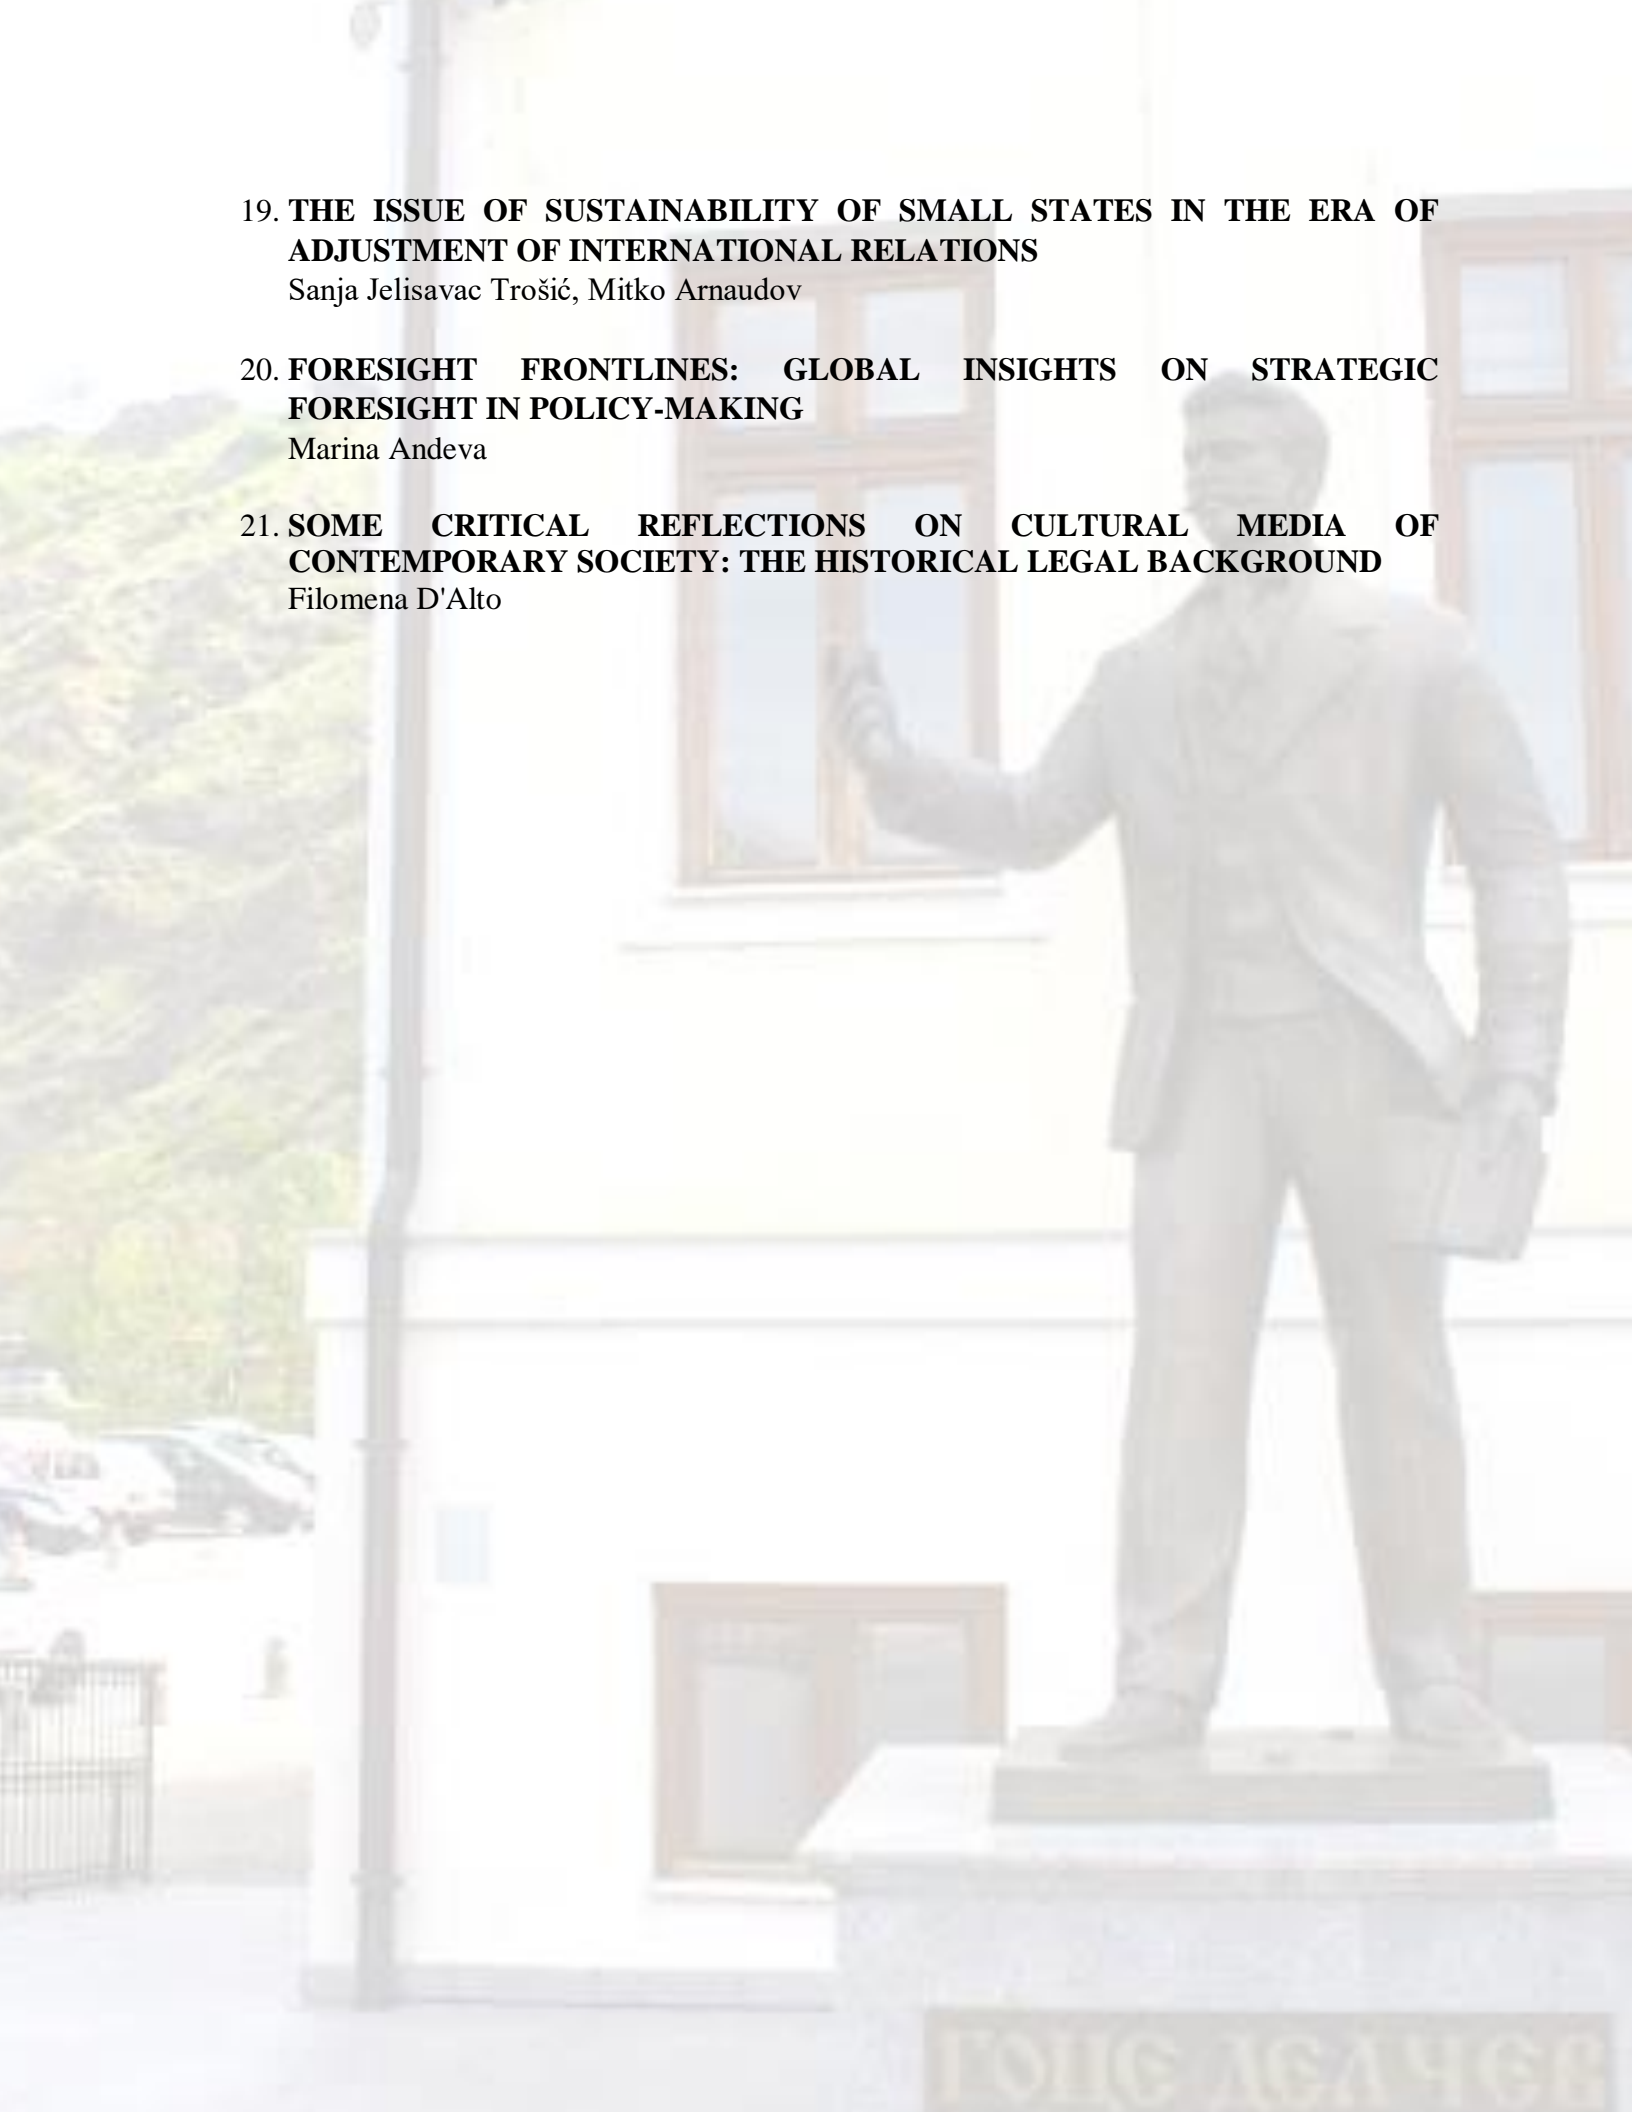 19. THE ISSUE OF SUSTAINABILITY OF SMALL STATES IN THE ERA OF
ADJUSTMENT OF INTERNATIONAL RELATIONS
Sanja Jelisavac Trošić, Mitko Arnaudov
20. FORESIGHT FRONTLINES: GLOBAL INSIGHTS ON STRATEGIC
FORESIGHT IN POLICY-MAKING
Marina Andeva
21. SOME CRITICAL REFLECTIONS ON CULTURAL MEDIA OF
CONTEMPORARY SOCIETY: THE HISTORICAL LEGAL BACKGROUND
Filomena D'Alto
ГОЦЕ ДЕЛЧЕВ